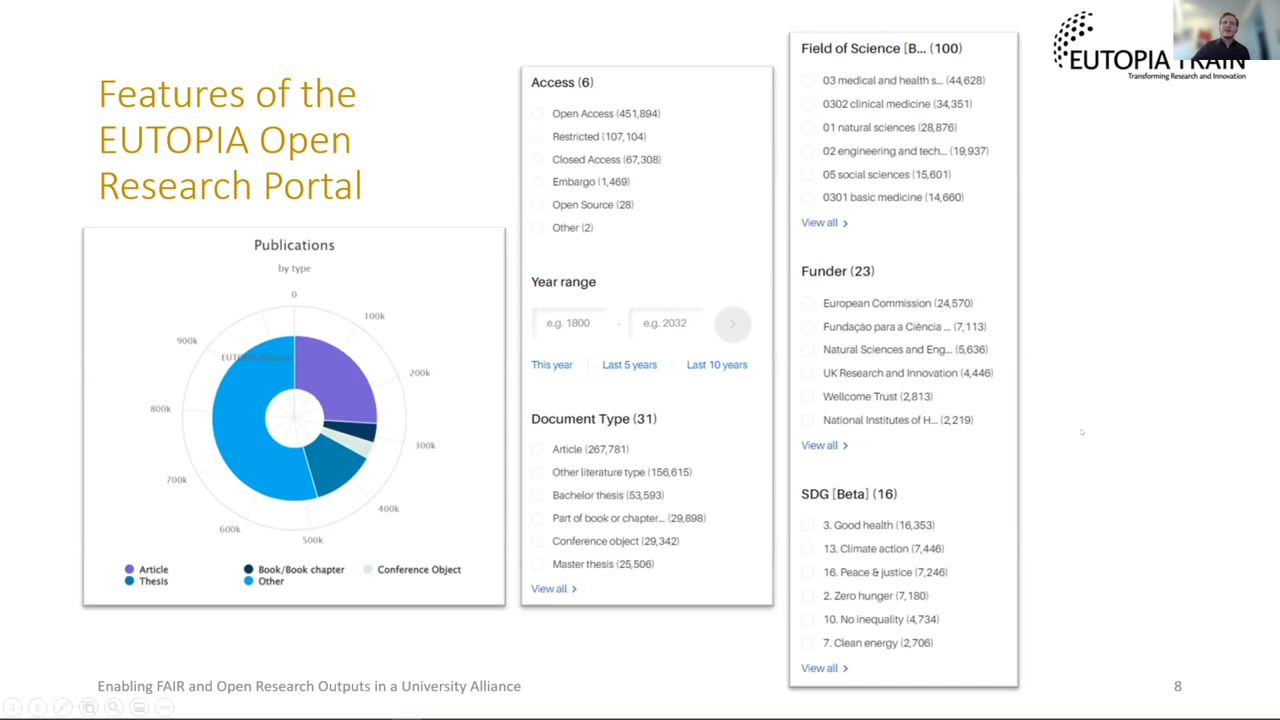 Features of the
EUTOPIA Open
Research Portal
Publications
by type
0
100k
200k
300k
400k
500k
600k
700k
800k
900k
EUTOPIA Alliance
Article
Book/Book chapter
Conference Object
Thesis
Other
Access (6)
Open Access (451,894)
Restricted (107,104)
Closed Access (67,308)
Embargo (1,469)
Open Source (28)
Other (2)
Year range
e.g. 1800 - e.g. 2032
This year Last 5 years Last 10 years
Document Type (31)
Article (267,781)
Other literature type (156,615)
Bachelor thesis (53,593)
Part of book or chapter... (29,898)
Conference object (29,342)
Master thesis (25,506)
View all
Field of Science [B... (100)
03 medical and health s... (44,628)
0302 clinical medicine (34,351)
01 natural sciences (28,876)
02 engineering and tech... (19,937)
05 social sciences (15,601)
0301 basic medicine (14,660)
View all
Funder (23)
European Commission (24,570)
Fundação para a Ciência ... (7,113)
Natural Sciences and Eng... (5,636)
UK Research and Innovation (4,446)
Wellcome Trust (2,813)
National Institutes of H... (2,219)
View all
SDG [Beta] (16)
3. Good health (16,353)
13. Climate action (7,446)
16. Peace & justice (7,246)
2. Zero hunger (7,180)
10. No inequality (4,734)
7. Clean energy (2,706)
View all
EUTOPIA TRAIN
Transforming Research and Innovation
Enabling FAIR and Open Research Outputs in a University Alliance
8